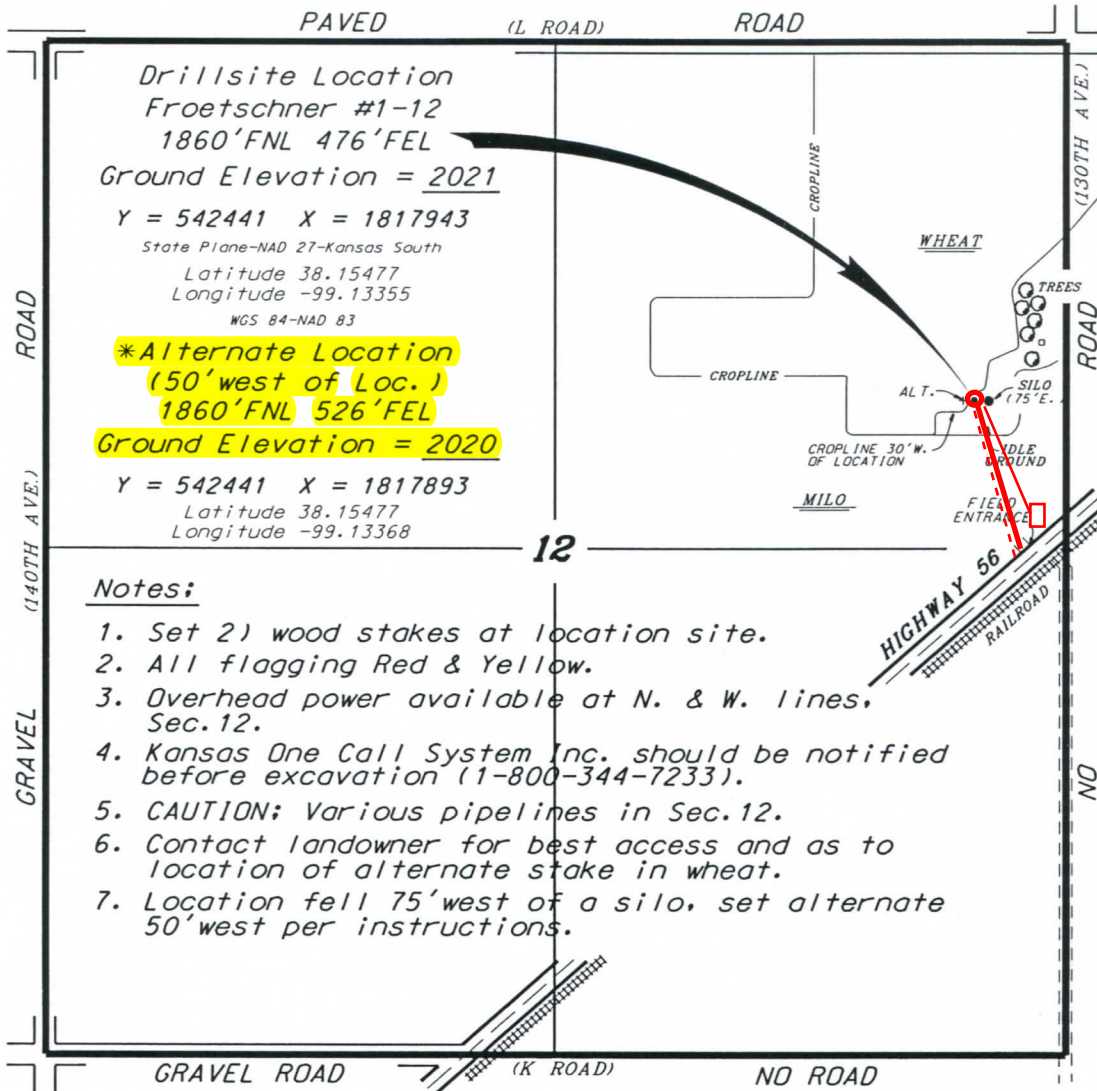 PAVED (L ROAD) ROAD
Drillsite Location
Froetschner #1-12
1860'FNL 476'FEL
Ground Elevation = 2021
Y = 542441 X = 1817943
State Plane-NAD 27-Kansas South
Latitude 38.15477
Longitude -99.13355
WGS 84-NAD 83
*Alternate Location
(50'west of Loc.)
1860'FNL 526'FEL
Ground Elevation = 2020
Y = 542441 X = 1817893
Latitude 38.15477
Longitude -99.13368
ROAD
(140TH AVE.)
GRAVEL
CROPLINE
WHEAT
TREES
CROPLINE
ALT.
SILO
(75'E.)
CROPLINE 30'W.
OF LOCATION
IDLE
GROUND
MILO
FIELD
ENTRANCE
(130TH AVE.)
ROAD
NO
12
HIGHWAY 56
RAILROAD
Notes:
1. Set 2) wood stakes at location site.
2. All flagging Red & Yellow.
3. Overhead power available at N. & W. lines,
Sec.12.
4. Kansas One Call System Inc. should be notified
before excavation (1-800-344-7233).
5. CAUTION: Various pipelines in Sec.12.
6. Contact landowner for best access and as to
location of alternate stake in wheat.
7. Location fell 75'west of a silo, set alternate
50'west per instructions.
GRAVEL ROAD (K ROAD) NO ROAD